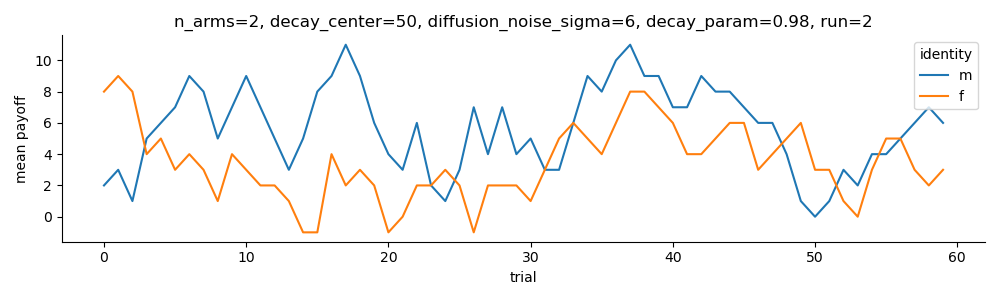 n_arms=2, decay_center=50, diffusion_noise_sigma=6, decay_param=0.98, run=2
identity
m
f
mean payoff
10
8
6
4
2
0
0 10 20 30 40 50 60
trial